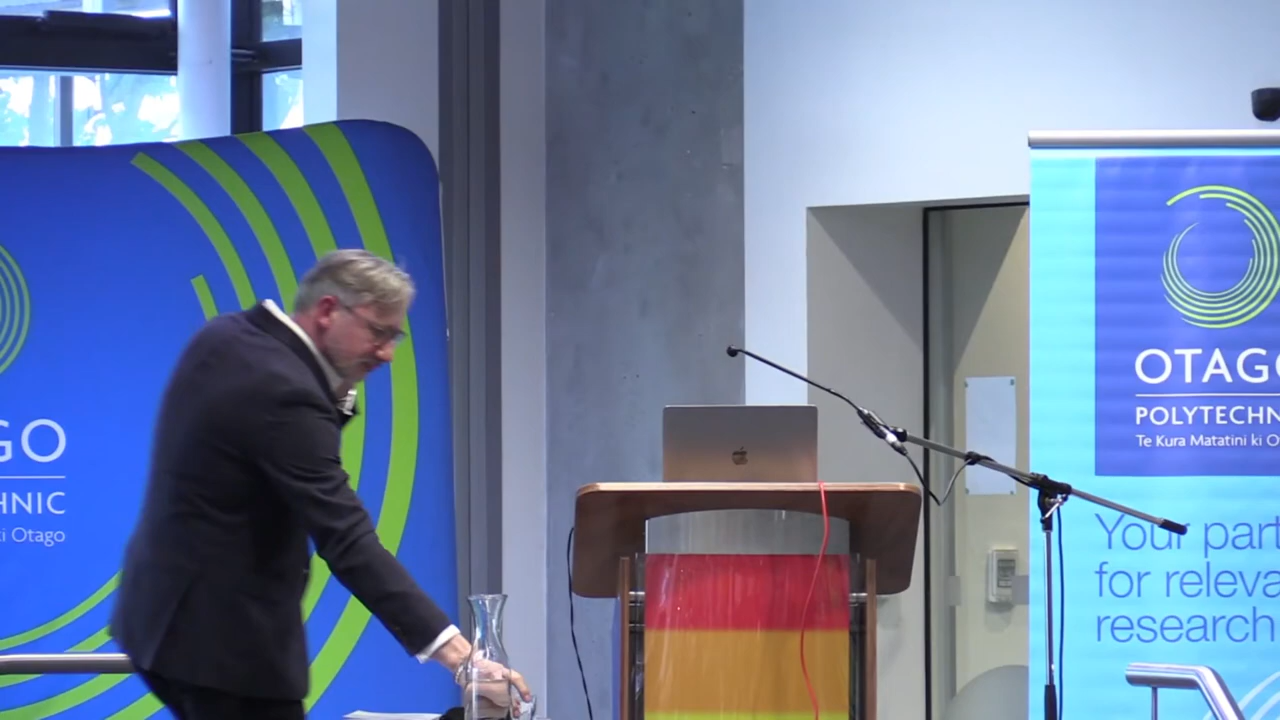 GO
HNIC
i Otago
OTAGO
POLYTECHN
Te Kura Matatini ki O
Your part
for releva
research